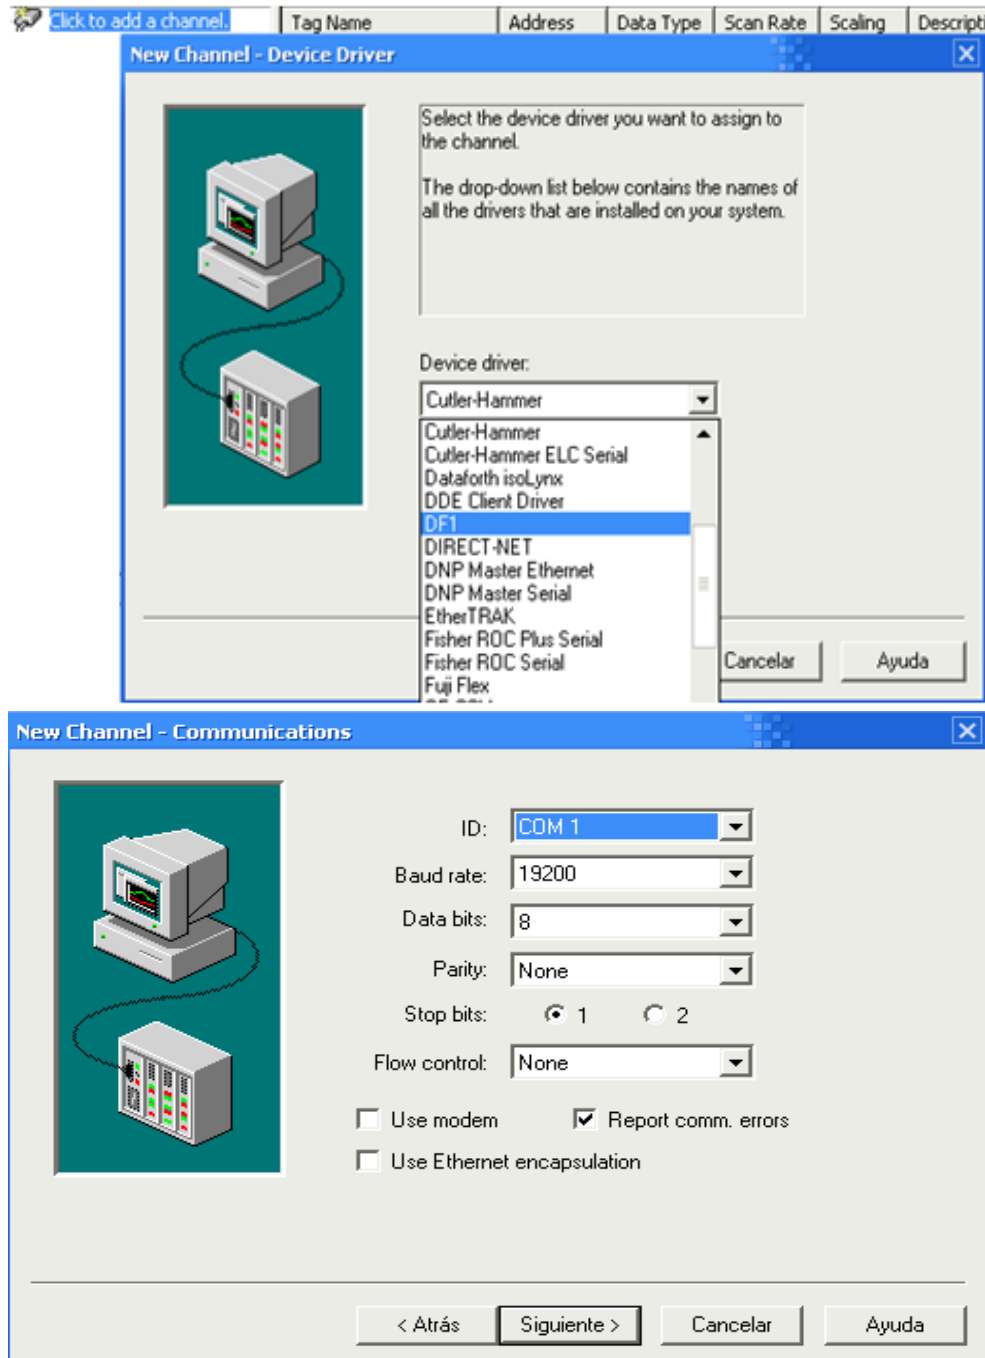 Click to add a channel. Tag Name Address Data Type Scan Rate Scaling Descripti
New Channel - Device Driver
Select the device driver you want to assign to
the channel.
The drop-down list below contains the names of
all the drivers that are installed on your system.
Device driver:
Cutler-Hammer
Cutler-Hammer
Cutler-Hammer ELC Serial
Dataforth isoLynx
DDE Client Driver
DF1
DIRECT-NET
DNP Master Ethernet
DNP Master Serial
EtherTRAK
Fisher ROC Plus Serial
Fisher ROC Serial
Fuji Flex
Cancelar Ayuda
New Channel - Communications
ID: COM 1
Baud rate: 19200
Data bits: 8
Parity: None
Stop bits: 1 2
Flow control: None
Use modem Report comm. errors
Use Ethernet encapsulation
< Atrás Siguiente > Cancelar Ayuda